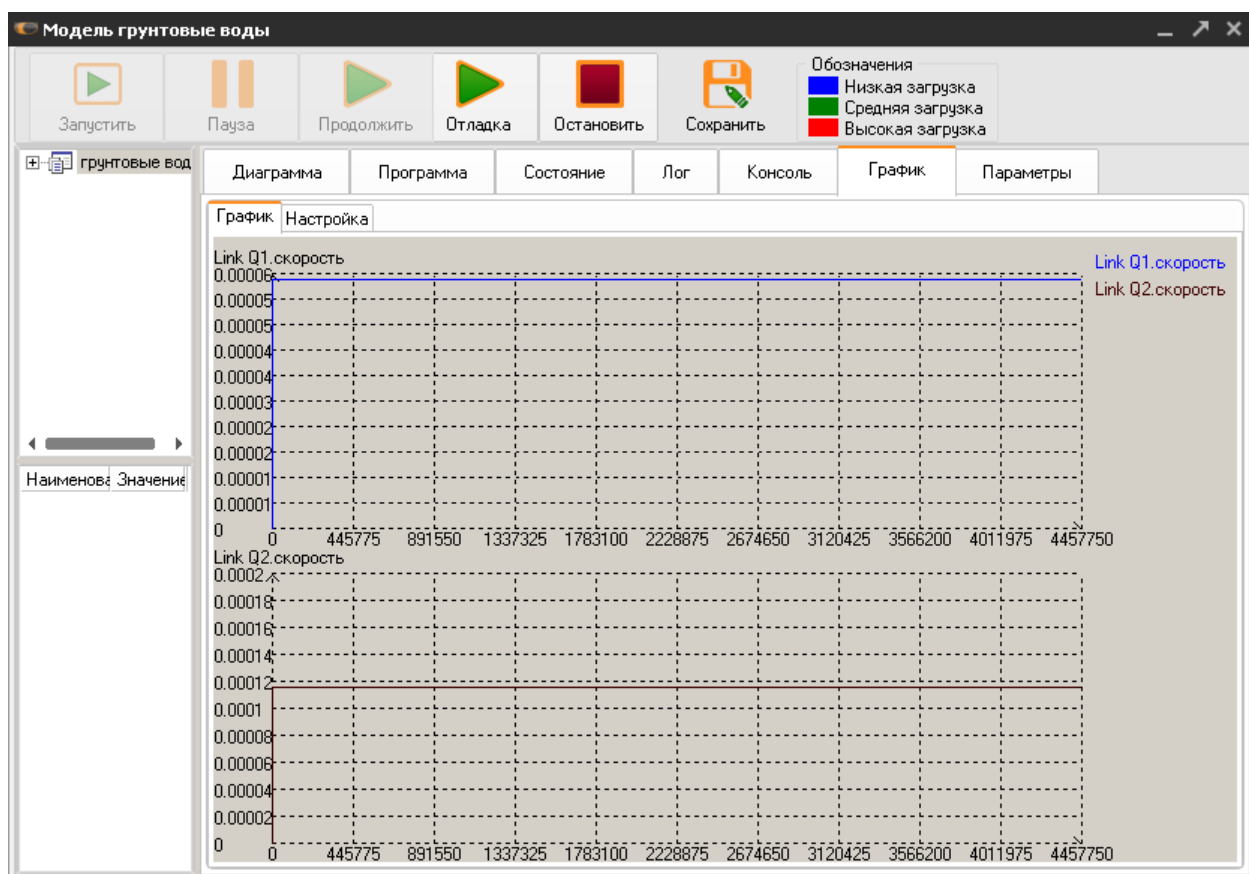 Модель грунтовые воды
Запустить
Пауза
Продолжить
Отладка
Остановить
Сохранить
Обозначения
Низкая загрузка
Средняя загрузка
Высокая загрузка
грунтовые вод
Наименова Значение
Диаграмма Программа Состояние Лог Консоль График Параметры
График Настройка
Link Q1.скорость
0.00006
0.00005
0.00005
0.00004
0.00004
0.00003
0.00002
0.00002
0.00001
0.00001
0
0 445775 891550 1337325 1783100 2228875 2674650 3120425 3566200 4011975 4457750
Link Q1.скорость
Link Q2.скорость
Link Q2.скорость
0.0002
0.00018
0.00016
0.00014
0.00012
0.0001
0.00008
0.00006
0.00004
0.00002
0
0 445775 891550 1337325 1783100 2228875 2674650 3120425 3566200 4011975 4457750